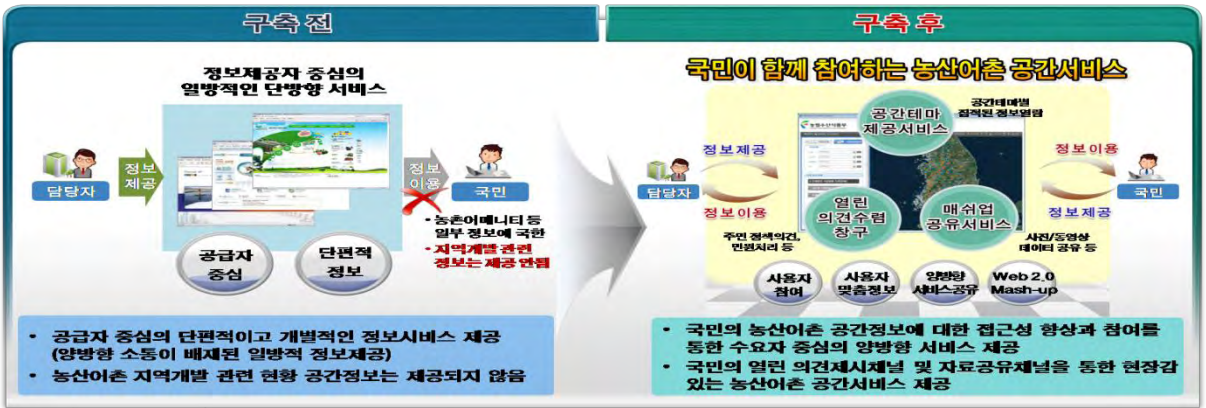 구축 전
정보제공자 중심의
일방적인 단방향 서비스
담당자
정보
제공
정보
이용
국민
• 농촌어메니티 등
일부 정보에 국한
• 지역개발 관련
정보는 제공 안됨
공급자
중심
단편적
정보
• 공급자 중심의 단편적이고 개별적인 정보서비스 제공
(양방향 소통이 배재된 일방적 정보제공)
• 농산어촌 지역개발 관련 현황 공간정보는 제공되지 않음
구축 후
국민이 함께 참여하는 농산어촌 공간서비스
공간테마
제공서비스
공간테마별
집적된 정보열람
농림수산식품부
정보제공
담당자
정보이용
주민 정책의견,
민원처리 등
열린
의견수렴
창구
매쉬업
공유서비스
정보이용
국민
정보제공
사진/동영상
데이터 공유 등
사용자
참여
사용자
맞춤정보
양방향
서비스공유
Web 2.0
Mash-up
• 국민의 농산어촌 공간정보에 대한 접근성 향상과 참여를
통한 수요자 중심의 양방향 서비스 제공
• 국민의 열린 의견제시채널 및 자료공유채널을 통한 현장감
있는 농산어촌 공간서비스 제공